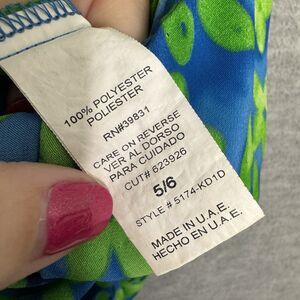 100% POLYESTER
POLIESTER
RN#39831
CARE ON REVERSE
VER AL DORSO
PARA CUIDADO
CUT# 623926
5/6
STYLE # 5174-KD1D
MADE IN U.A.E.
HECHO EN U.A.E.